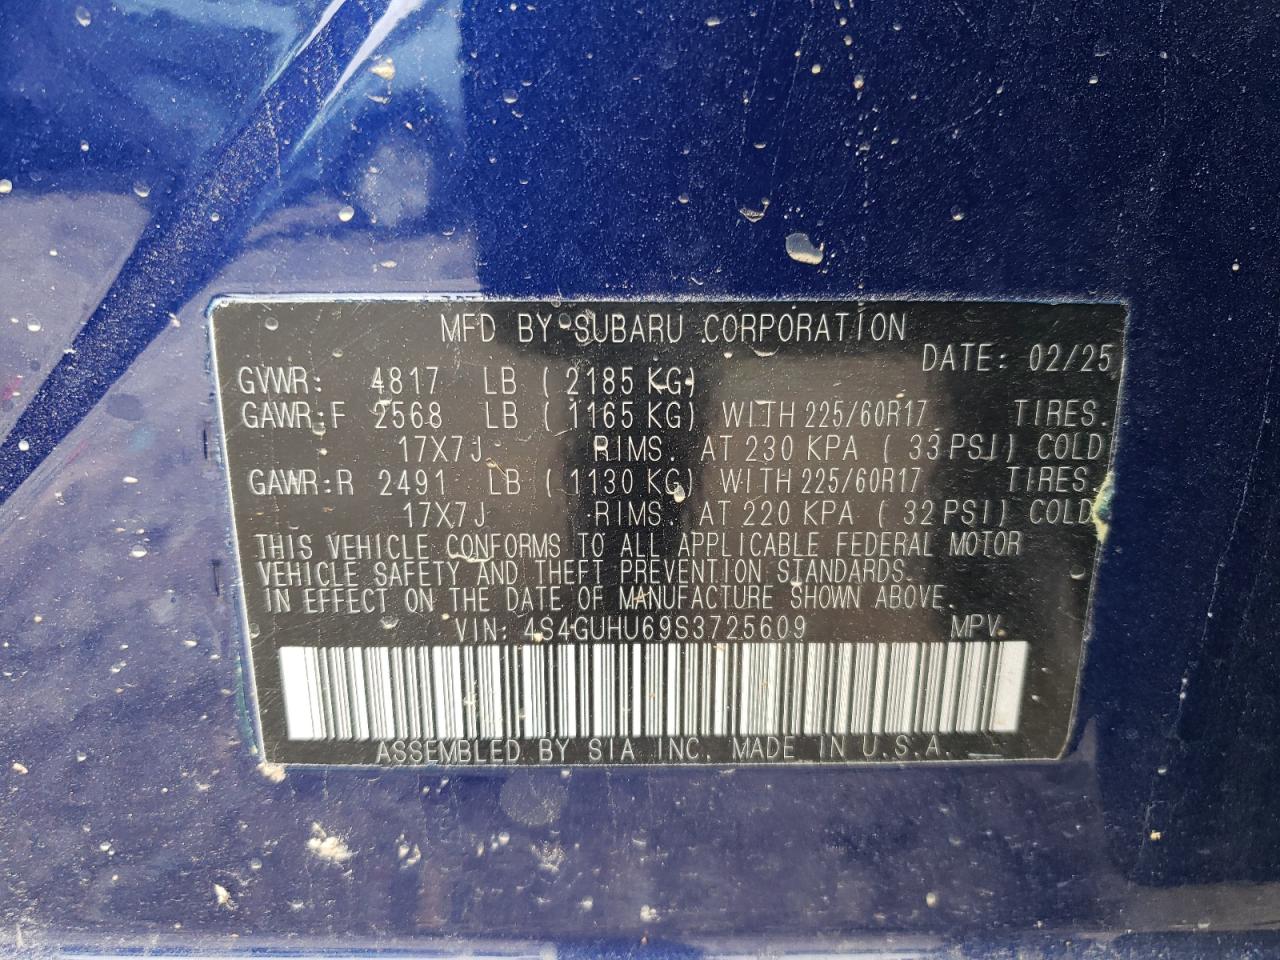 MFD BY SUBARU CORPORATION
DATE: 02/25
GVWR: 4817 LB ( 2185 KG)
GAWR:F 2568 LB ( 1165 KG) WITH 225/60R17 TIRES.
17X7J RIMS. AT 230 KPA ( 33 PSI) COLD
GAWR:R 2491 LB ( 1130 KG) WITH 225/60R17 TIRES.
17X7J RIMS. AT 220 KPA ( 32 PSI) COLD
THIS VEHICLE CONFORMS TO ALL APPLICABLE FEDERAL MOTOR
VEHICLE SAFETY AND THEFT PREVENTION STANDARDS.
IN EFFECT ON THE DATE OF MANUFACTURE SHOWN ABOVE.
VIN: 4S4GUHU69S3725609 MPV
ASSEMBLED BY SIA INC. MADE IN U.S.A.